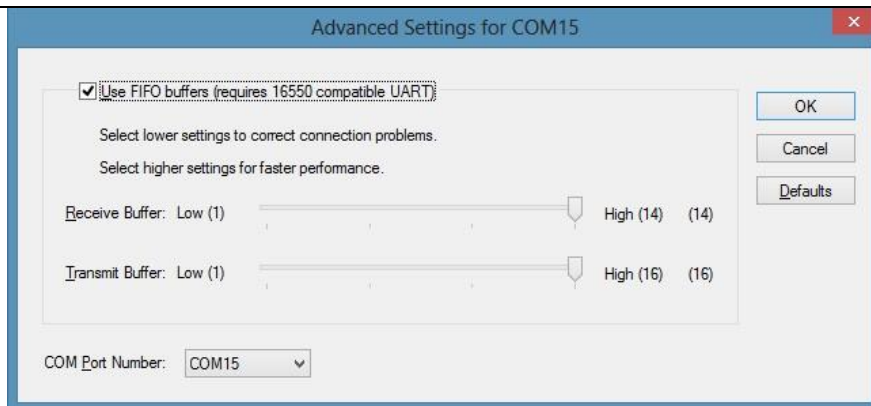 Advanced Settings for COM15
Use FIFO buffers (requires 16550 compatible UART)
OK
Select lower settings to correct connection problems.
Cancel
Select higher settings for faster performance.
Defaults
Receive Buffer: Low (1) High (14) (14)
Transmit Buffer: Low (1) High (16) (16)
COM Port Number: COM15